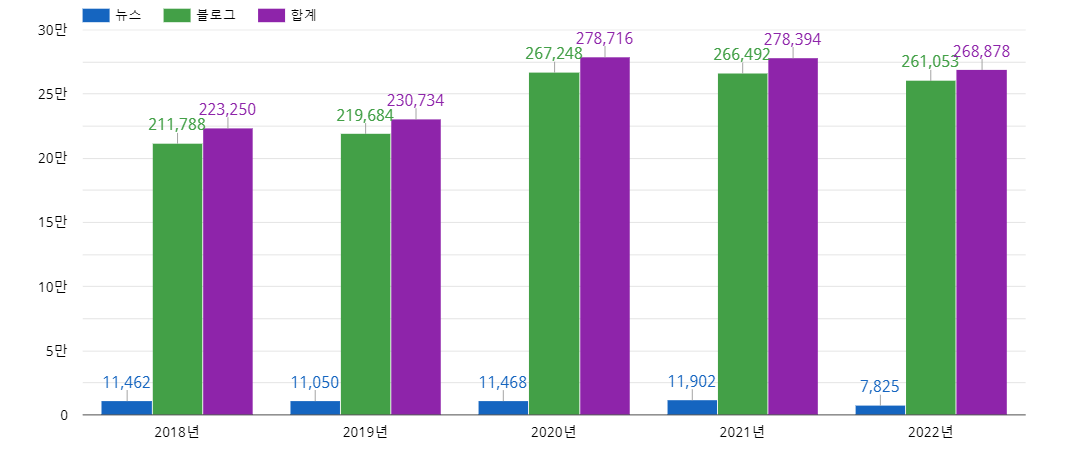 뉴스 블로그 합계
30만
25만
20만
15만
10만
5만
0
11,462 211,788 223,250
11,050 219,684 230,734
11,468 267,248 278,716
11,902 266,492 278,394
7,825 261,053 268,878
2018년 2019년 2020년 2021년 2022년